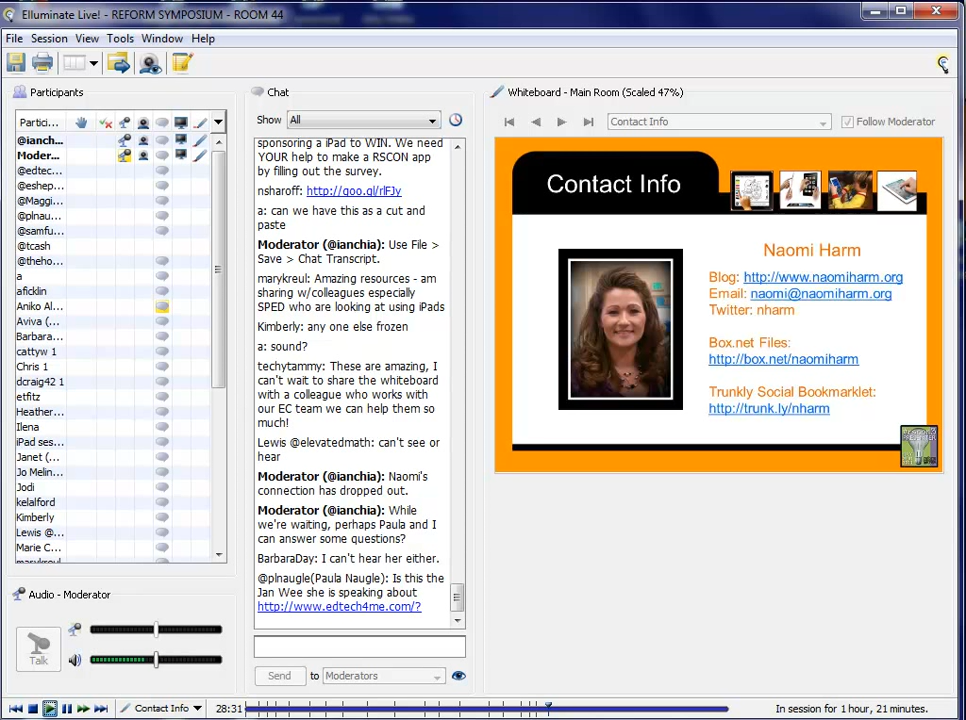 Elluminate Live! - REFORM SYMPOSIUM - ROOM 44
File Session View Tools Window Help
Participants
Partici...
@ianch...
Moder...
@edtec...
@eshep...
@Maggi...
@plnau...
@samfu...
@tcash
@theho...
a
aficklin
Aniko Al...
Aviva (...
Barbara...
cattyw 1
Chris 1
dcraig42 1
etfitz
Heather...
Ilena
iPad ses...
Janet (...
Jo Melin...
Jodi
kelalford
Kimberly
Lewis @...
Marie C...
marykreul
Audio - Moderator
Talk
Chat
Show All
sponsoring a iPad to WIN. We need
YOUR help to make a RSCON app
by filling out the survey.
nsharoff: http://goo.gl/rlFJy
a: can we have this as a cut and
paste
Moderator (@ianchia): Use File >
Save > Chat Transcript.
marykreul: Amazing resources - am
sharing w/colleagues especially
SPED who are looking at using iPads
Kimberly: any one else frozen
a: sound?
techytammy: These are amazing, I
can't wait to share the whiteboard
with a colleague who works with
our EC team we can help them so
much!
Lewis @elevatedmath: can't see or
hear
Moderator (@ianchia): Naomi's
connection has dropped out.
Moderator (@ianchia): While
we're waiting, perhaps Paula and I
can answer some questions?
BarbaraDay: I can't hear her either.
@plnaugle(Paula Naugle): Is this the
Jan Wee she is speaking about
http://www.edtech4me.com/?
Send to Moderators
Whiteboard - Main Room (Scaled 47%)
Contact Info
Follow Moderator
Contact Info
Naomi Harm
Blog: http://www.naomiharm.org
Email: naomi@naomiharm.org
Twitter: nharm
Box.net Files:
http://box.net/naomiharm
Trunkly Social Bookmarklet:
http://trunk.ly/nharm
Contact Info
28:31
In session for 1 hour, 21 minutes.